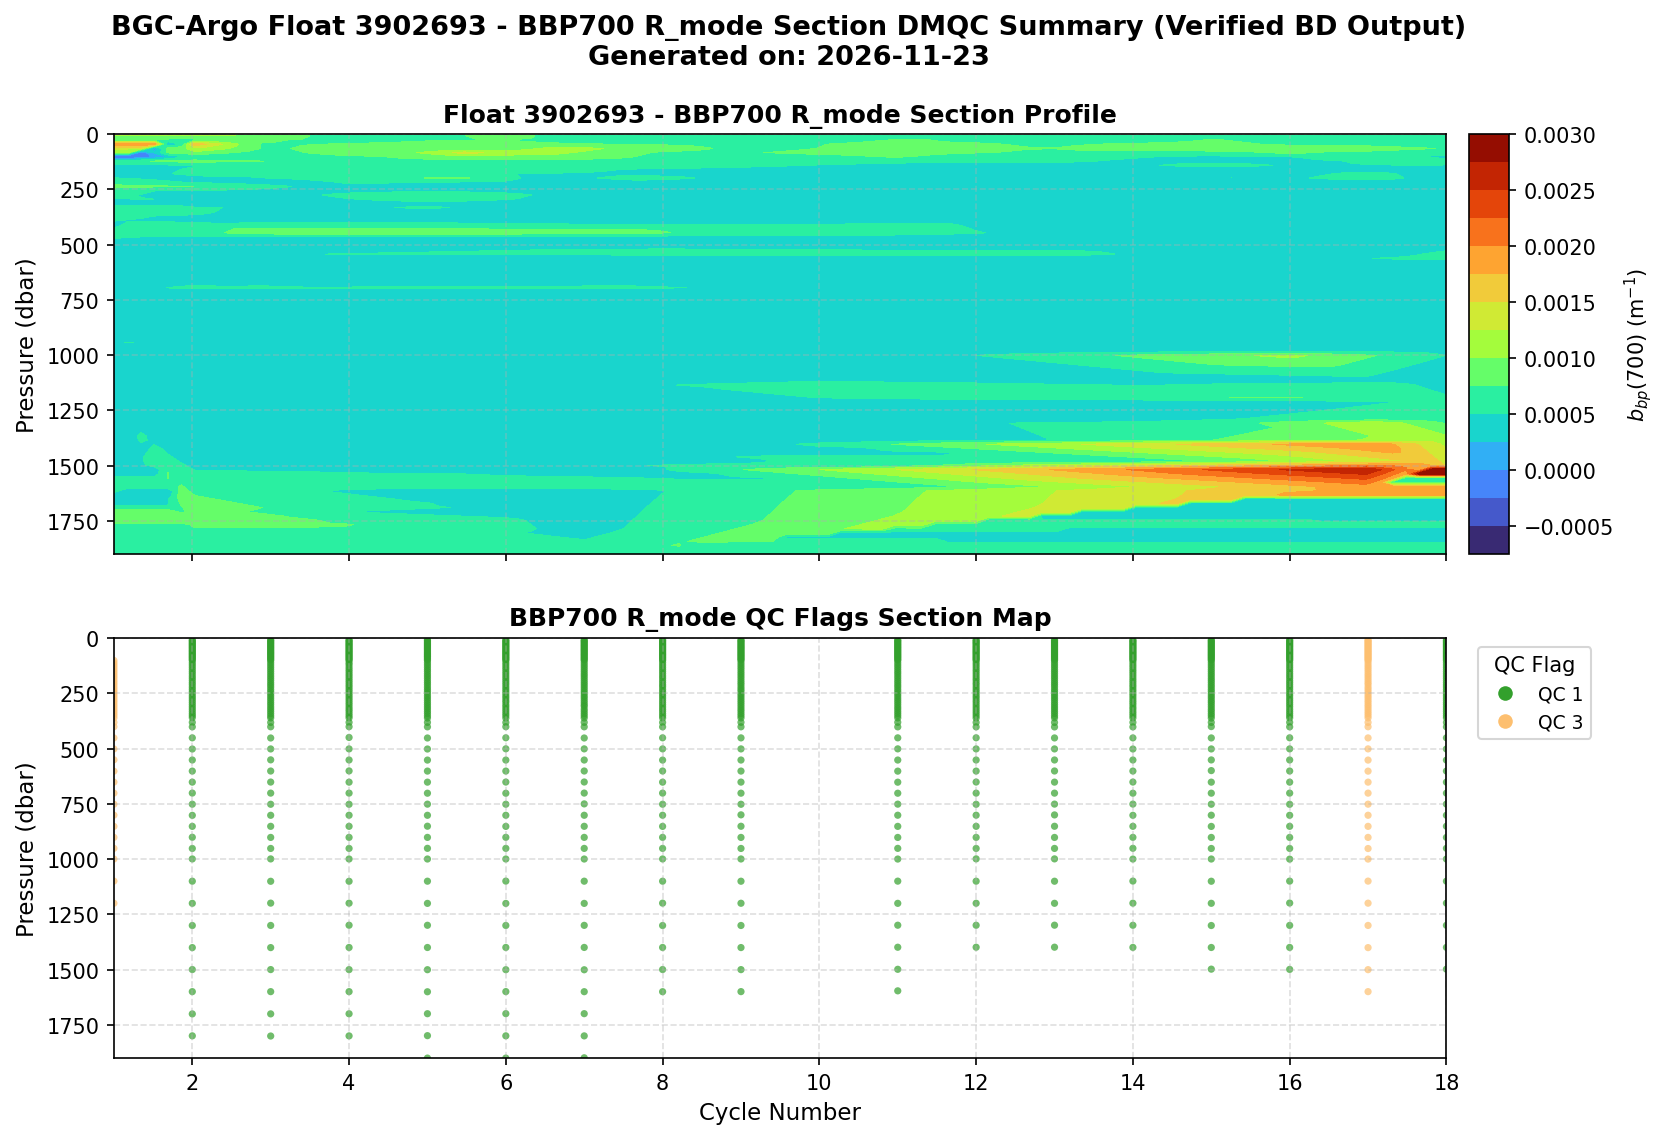 BGC-Argo Float 3902693 - BBP700 R_mode Section DMQC Summary (Verified BD Output)
Generated on: 2026-11-23
Float 3902693 - BBP700 R_mode Section Profile
0
250
500
750
1000
1250
1500
1750
Pressure (dbar)
0.0030
0.0025
0.0020
0.0015
0.0010
0.0005
0.0000
−0.0005
b_bp(700) (m⁻¹)
BBP700 R_mode QC Flags Section Map
0
250
500
750
1000
1250
1500
1750
Pressure (dbar)
QC Flag
QC 1
QC 3
2 4 6 8 10 12 14 16 18
Cycle Number